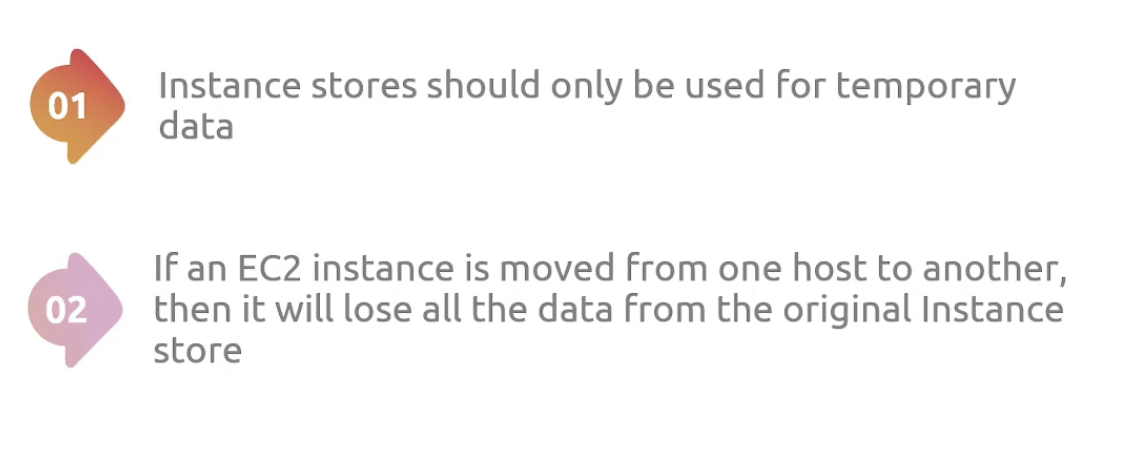 01
Instance stores should only be used for temporary
data
02
If an EC2 instance is moved from one host to another,
then it will lose all the data from the original Instance
store